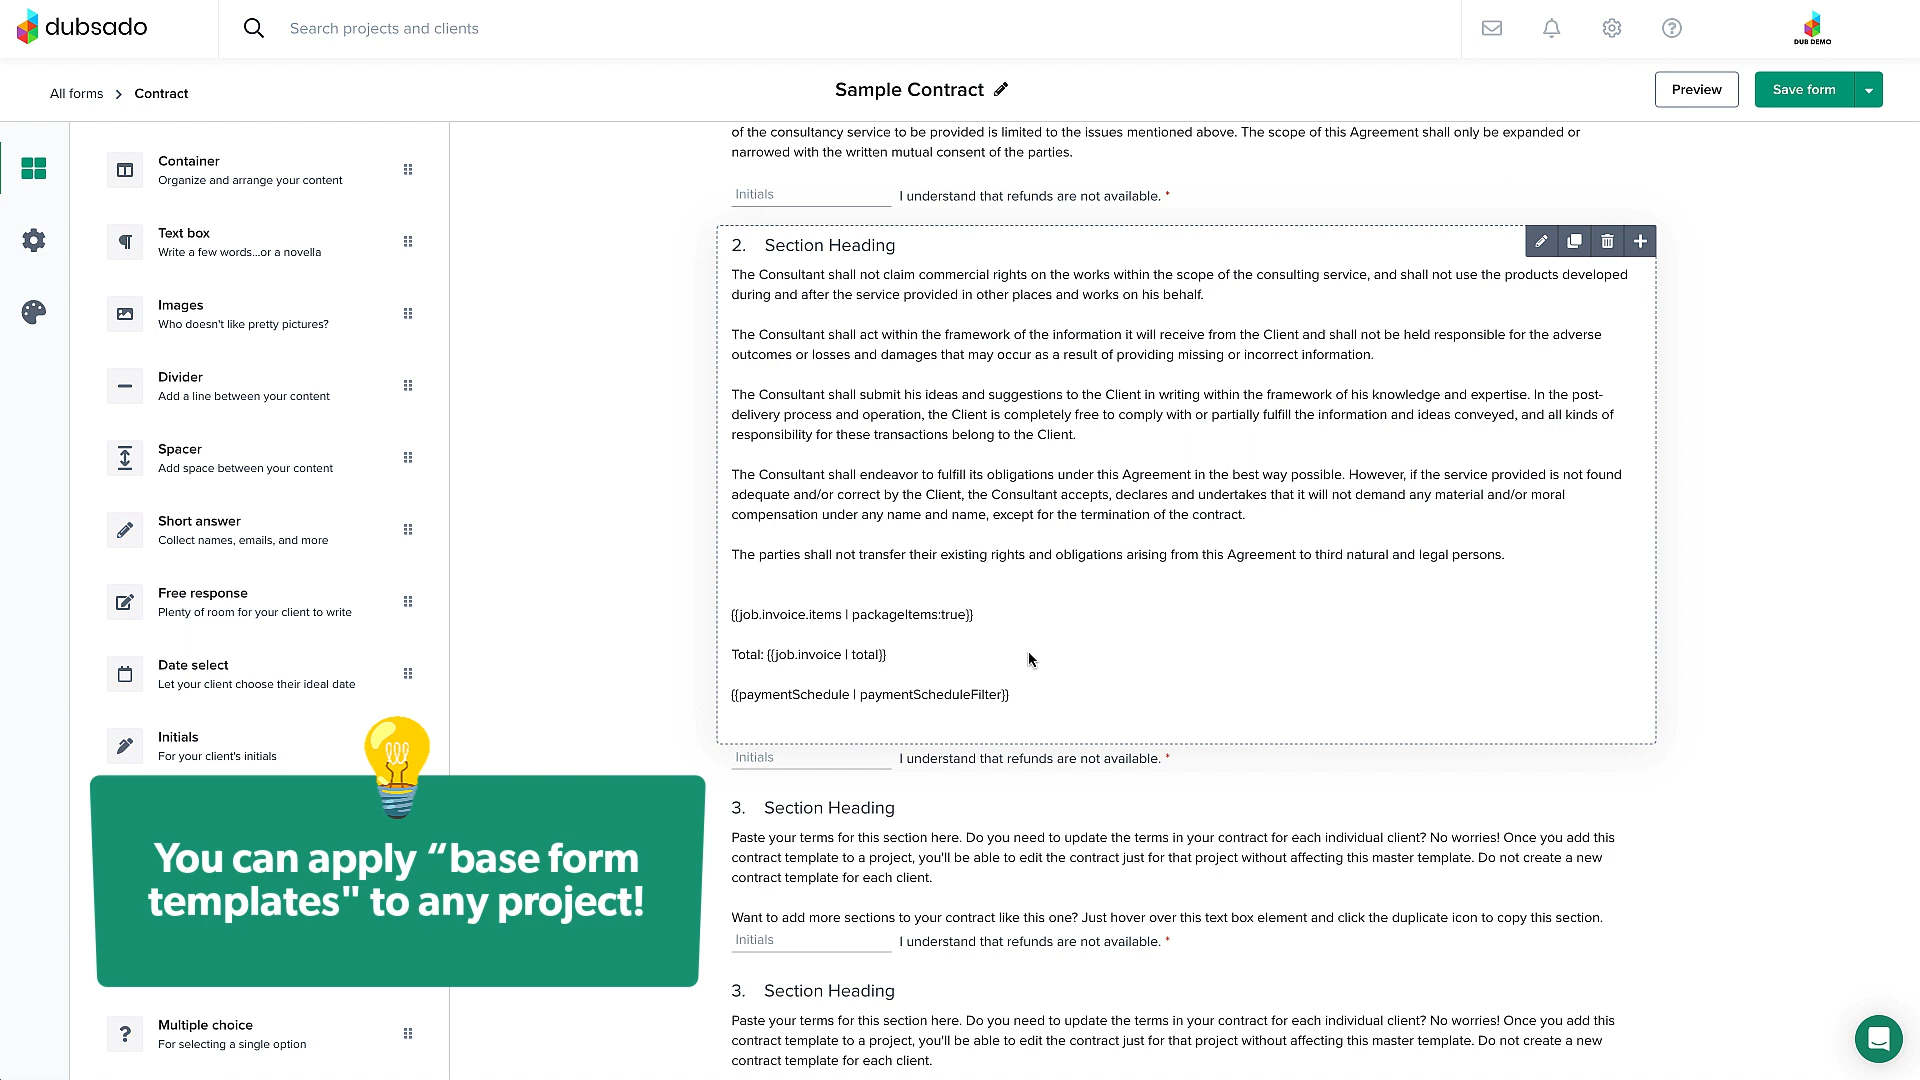 dubsado
Search projects and clients
DUB DEMO
All forms > Contract
Sample Contract
Preview
Save form
Container
Organize and arrange your content
Text box
Write a few words...or a novella
Images
Who doesn't like pretty pictures?
Divider
Add a line between your content
Spacer
Add space between your content
Short answer
Collect names, emails, and more
Free response
Plenty of room for your client to write
Date select
Let your client choose their ideal date
Initials
For your client's initials
You can apply “base form
templates" to any project!
Multiple choice
For selecting a single option
of the consultancy service to be provided is limited to the issues mentioned above. The scope of this Agreement shall only be expanded or
narrowed with the written mutual consent of the parties.
Initials I understand that refunds are not available. *
2. Section Heading
The Consultant shall not claim commercial rights on the works within the scope of the consulting service, and shall not use the products developed
during and after the service provided in other places and works on his behalf.
The Consultant shall act within the framework of the information it will receive from the Client and shall not be held responsible for the adverse
outcomes or losses and damages that may occur as a result of providing missing or incorrect information.
The Consultant shall submit his ideas and suggestions to the Client in writing within the framework of his knowledge and expertise. In the post-
delivery process and operation, the Client is completely free to comply with or partially fulfill the information and ideas conveyed, and all kinds of
responsibility for these transactions belong to the Client.
The Consultant shall endeavor to fulfill its obligations under this Agreement in the best way possible. However, if the service provided is not found
adequate and/or correct by the Client, the Consultant accepts, declares and undertakes that it will not demand any material and/or moral
compensation under any name and name, except for the termination of the contract.
The parties shall not transfer their existing rights and obligations arising from this Agreement to third natural and legal persons.
{{job.invoice.items | packageItems:true}}
Total: {{job.invoice | total}}
{{paymentSchedule | paymentScheduleFilter}}
Initials I understand that refunds are not available. *
3. Section Heading
Paste your terms for this section here. Do you need to update the terms in your contract for each individual client? No worries! Once you add this
contract template to a project, you'll be able to edit the contract just for that project without affecting this master template. Do not create a new
contract template for each client.
Want to add more sections to your contract like this one? Just hover over this text box element and click the duplicate icon to copy this section.
Initials I understand that refunds are not available. *
3. Section Heading
Paste your terms for this section here. Do you need to update the terms in your contract for each individual client? No worries! Once you add this
contract template to a project, you'll be able to edit the contract just for that project without affecting this master template. Do not create a new
contract template for each client.